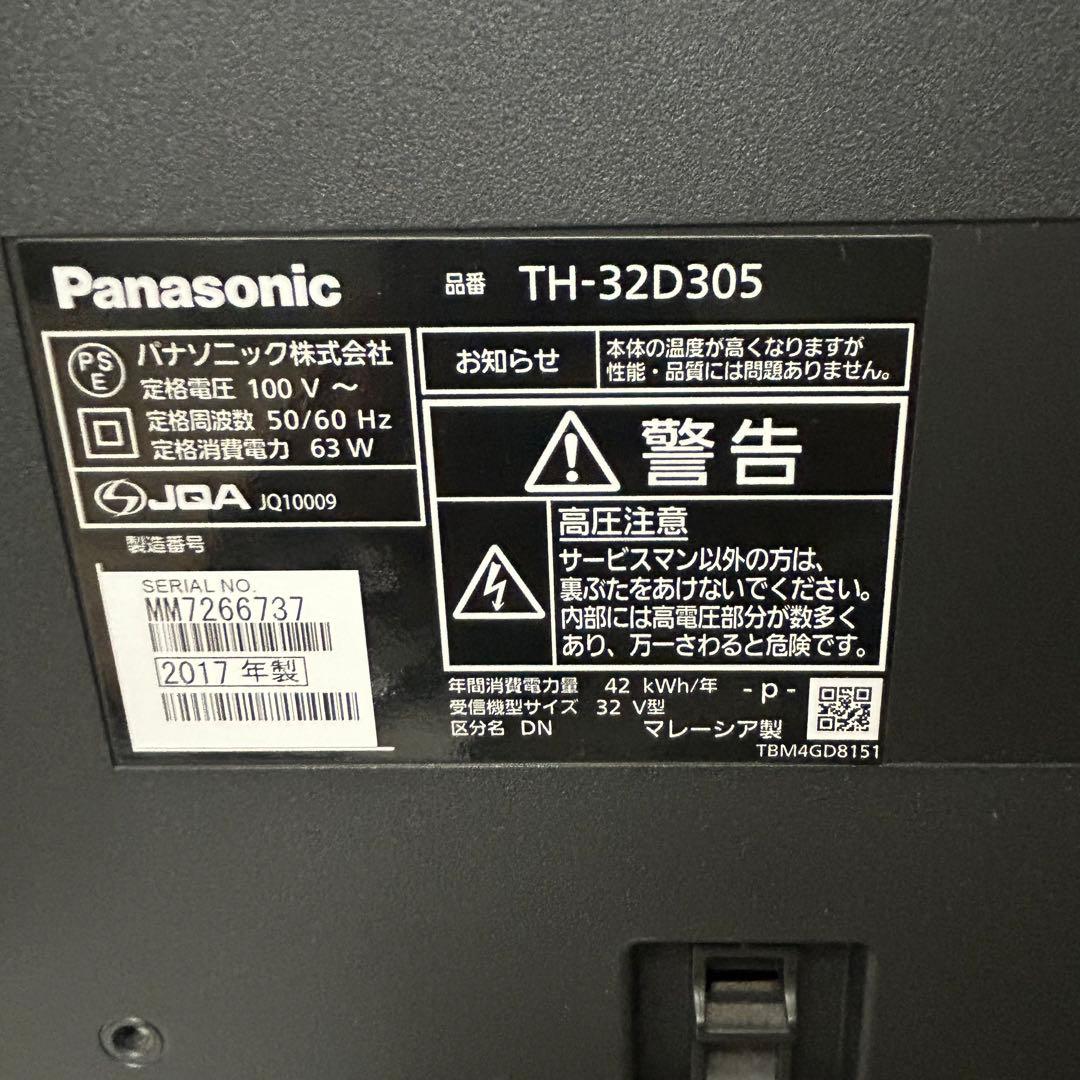 Panasonic
品番 TH-32D305
PS
E
パナソニック株式会社
定格電圧 100 V ～
定格周波数 50/60 Hz
定格消費電力 63 W
JQA JQ10009
製造番号
SERIAL NO.
MM7266737
2017 年製
お知らせ
本体の温度が高くなりますが
性能・品質には問題ありません。
警告
高圧注意
サービスマン以外の方は、
裏ぶたをあけないでください。
内部には高電圧部分が数多く
あり、万一さわると危険です。
年間消費電力量 42 kWh/年 - p -
受信機型サイズ 32 V型
区分名 DN マレーシア製
TBM4GD8151